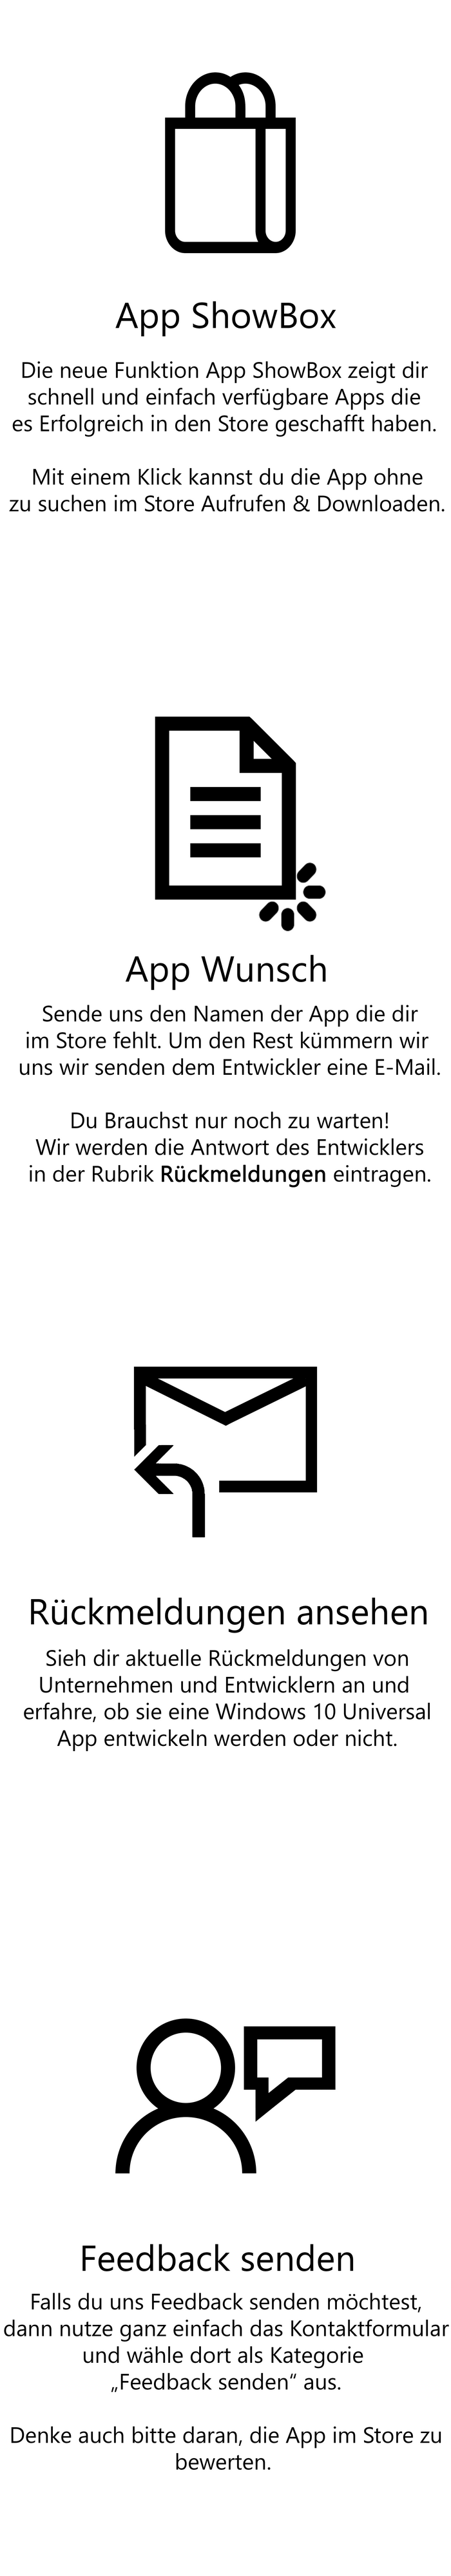 App ShowBox
Die neue Funktion App ShowBox zeigt dir
schnell und einfach verfügbare Apps die
es Erfolgreich in den Store geschafft haben.
Mit einem Klick kannst du die App ohne
zu suchen im Store Aufrufen & Downloaden.
App Wunsch
Sende uns den Namen der App die dir
im Store fehlt. Um den Rest kümmern wir
uns wir senden dem Entwickler eine E-Mail.
Du Brauchst nur noch zu warten!
Wir werden die Antwort des Entwicklers
in der Rubrik Rückmeldungen eintragen.
Rückmeldungen ansehen
Sieh dir aktuelle Rückmeldungen von
Unternehmen und Entwicklern an und
erfahre, ob sie eine Windows 10 Universal
App entwickeln werden oder nicht.
Feedback senden
Falls du uns Feedback senden möchtest,
dann nutze ganz einfach das Kontaktformular
und wähle dort als Kategorie
„Feedback senden“ aus.
Denke auch bitte daran, die App im Store zu
bewerten.